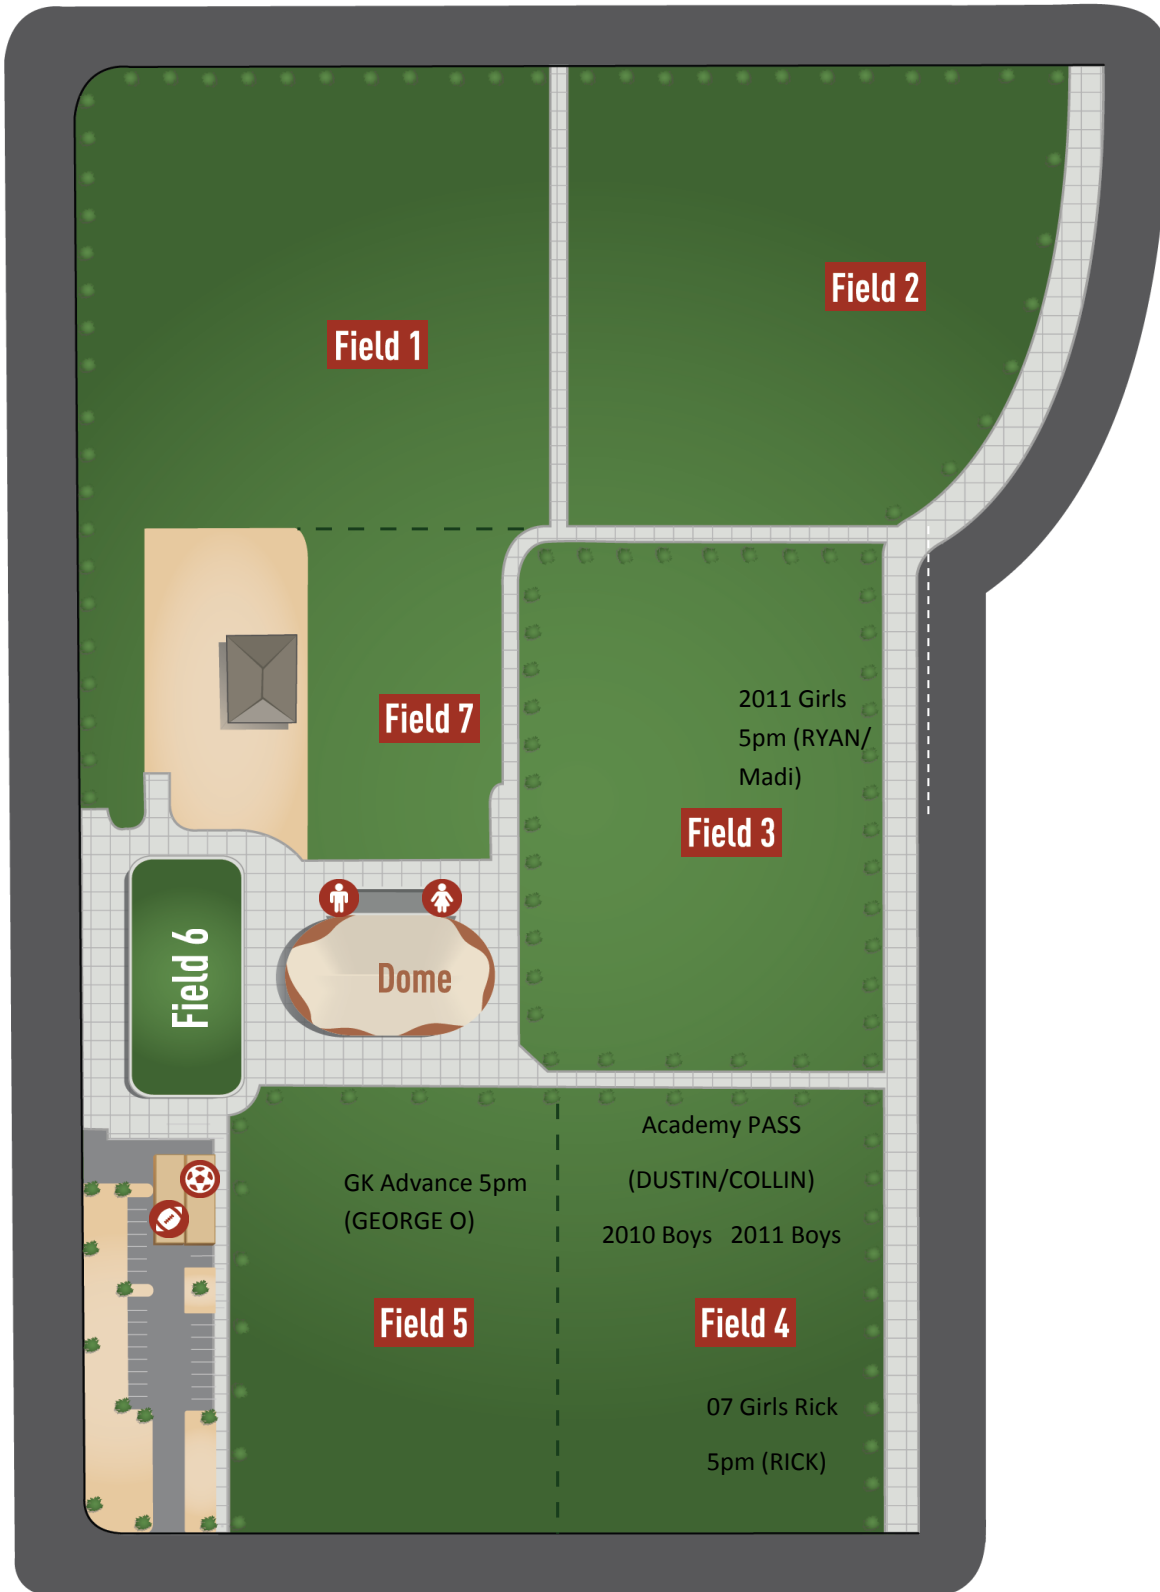 Field 2
Field 1
2011 Girls
5pm (RYAN/
Madi)
Field 7
Field 3
Field 6
Dome
Academy PASS
(DUSTIN/COLLIN)
2010 Boys 2011 Boys
GK Advance 5pm
(GEORGE O)
Field 5
Field 4
07 Girls Rick
5pm (RICK)